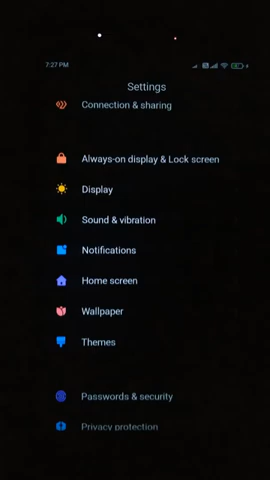 7:27 PM
Settings
Connection & sharing
Always-on display & Lock screen
Display
Sound & vibration
Notifications
Home screen
Wallpaper
Themes
Passwords & security
Privacy protection